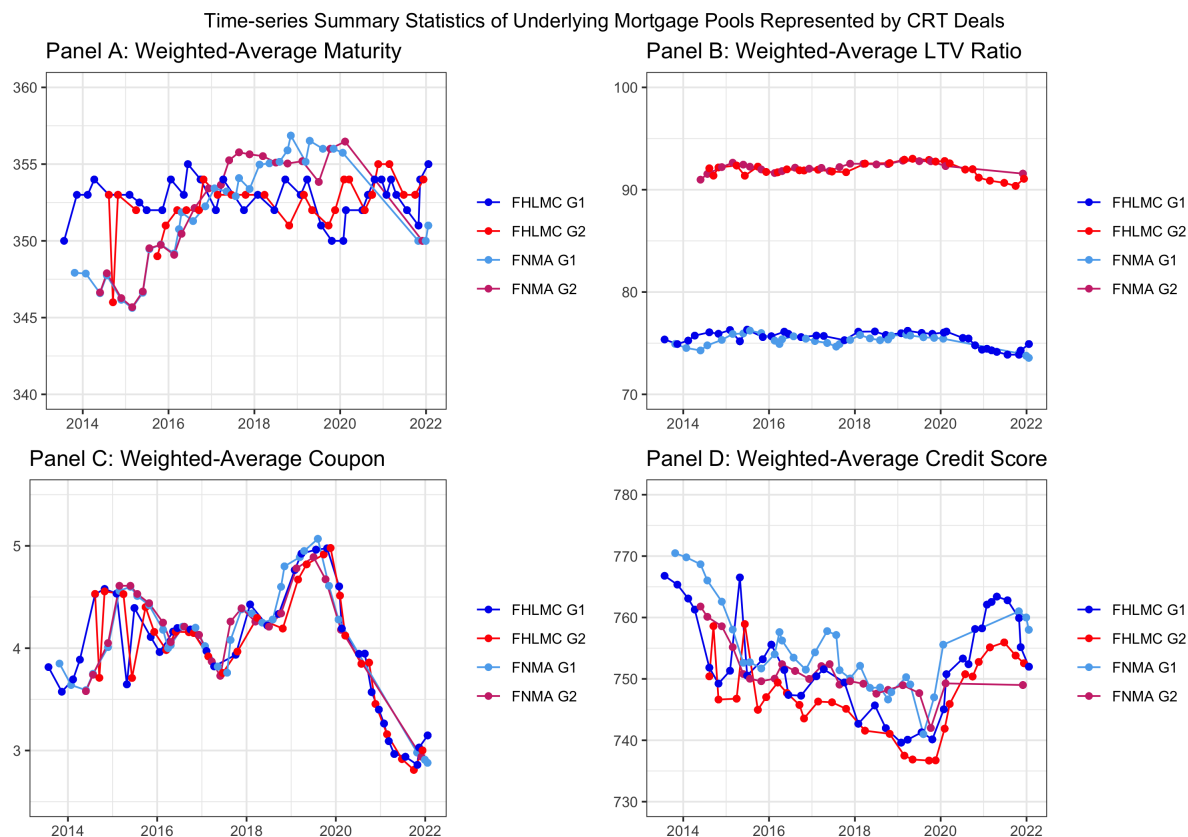 Time-series Summary Statistics of Underlying Mortgage Pools Represented by CRT Deals
Panel A: Weighted-Average Maturity
360
355
350
345
340
2014 2016 2018 2020 2022
FHLMC G1
FHLMC G2
FNMA G1
FNMA G2
Panel B: Weighted-Average LTV Ratio
100
90
80
70
2014 2016 2018 2020 2022
FHLMC G1
FHLMC G2
FNMA G1
FNMA G2
Panel C: Weighted-Average Coupon
5
4
3
2014 2016 2018 2020 2022
FHLMC G1
FHLMC G2
FNMA G1
FNMA G2
Panel D: Weighted-Average Credit Score
780
770
760
750
740
730
2014 2016 2018 2020 2022
FHLMC G1
FHLMC G2
FNMA G1
FNMA G2